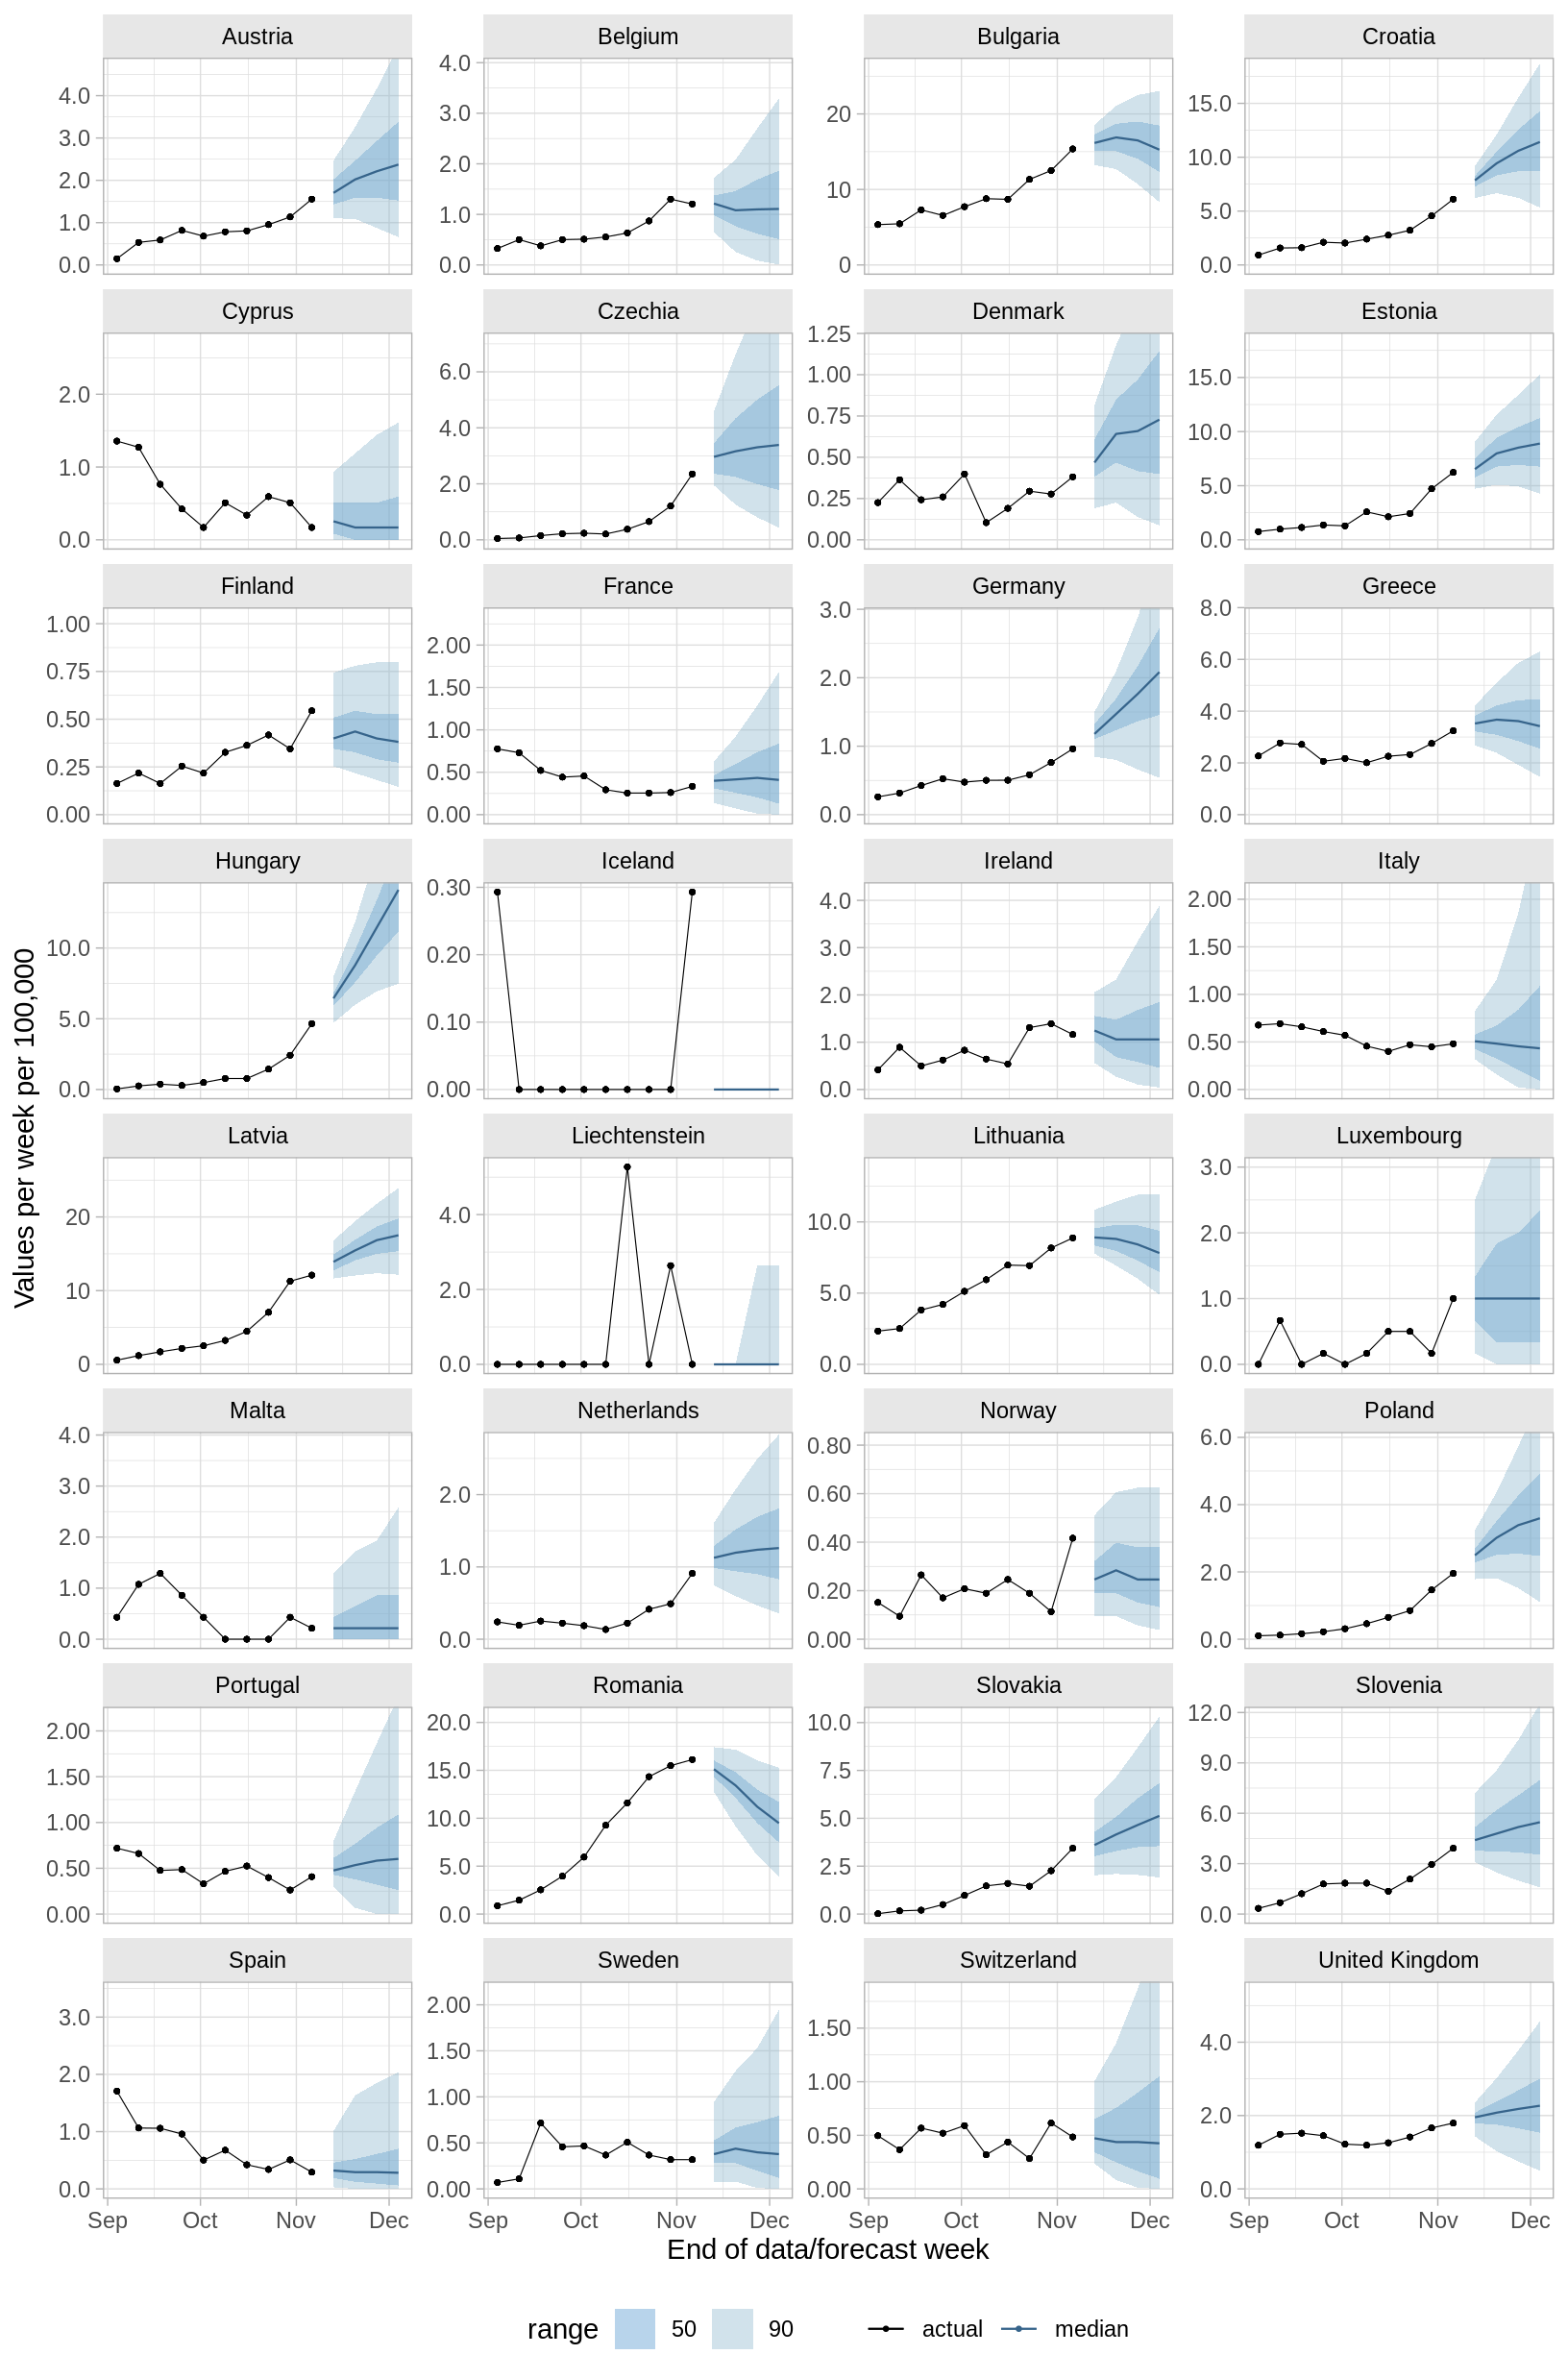 Values per week per 100,000
Austria Belgium Bulgaria Croatia
4.0 3.0 2.0 1.0 0.0
4.0 3.0 2.0 1.0 0.0
20 10 0
15.0 10.0 5.0 0.0
Cyprus Czechia Denmark Estonia
2.0 1.0 0.0
6.0 4.0 2.0 0.0
1.25 1.00 0.75 0.50 0.25 0.00
15.0 10.0 5.0 0.0
Finland France Germany Greece
1.00 0.75 0.50 0.25 0.00
2.00 1.50 1.00 0.50 0.00
3.0 2.0 1.0 0.0
8.0 6.0 4.0 2.0 0.0
Hungary Iceland Ireland Italy
10.0 5.0 0.0
0.30 0.20 0.10 0.00
4.0 3.0 2.0 1.0 0.0
2.00 1.50 1.00 0.50 0.00
Latvia Liechtenstein Lithuania Luxembourg
20 10 0
4.0 2.0 0.0
10.0 5.0 0.0
3.0 2.0 1.0 0.0
Malta Netherlands Norway Poland
4.0 3.0 2.0 1.0 0.0
2.0 1.0 0.0
0.80 0.60 0.40 0.20 0.00
6.0 4.0 2.0 0.0
Portugal Romania Slovakia Slovenia
2.00 1.50 1.00 0.50 0.00
20.0 15.0 10.0 5.0 0.0
10.0 7.5 5.0 2.5 0.0
12.0 9.0 6.0 3.0 0.0
Spain Sweden Switzerland United Kingdom
3.0 2.0 1.0 0.0
2.00 1.50 1.00 0.50 0.00
1.50 1.00 0.50 0.00
4.0 2.0 0.0
Sep Oct Nov Dec Sep Oct Nov Dec Sep Oct Nov Dec Sep Oct Nov Dec
End of data/forecast week
range 50 90 actual median